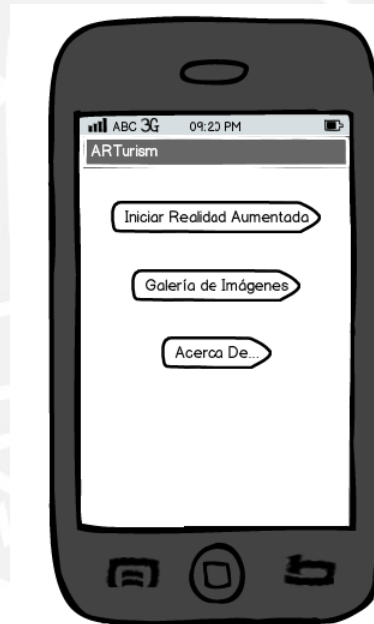 ABC 3G 09:20 PM
ARTurism
Iniciar Realidad Aumentada
Galería de Imágenes
Acerca De...